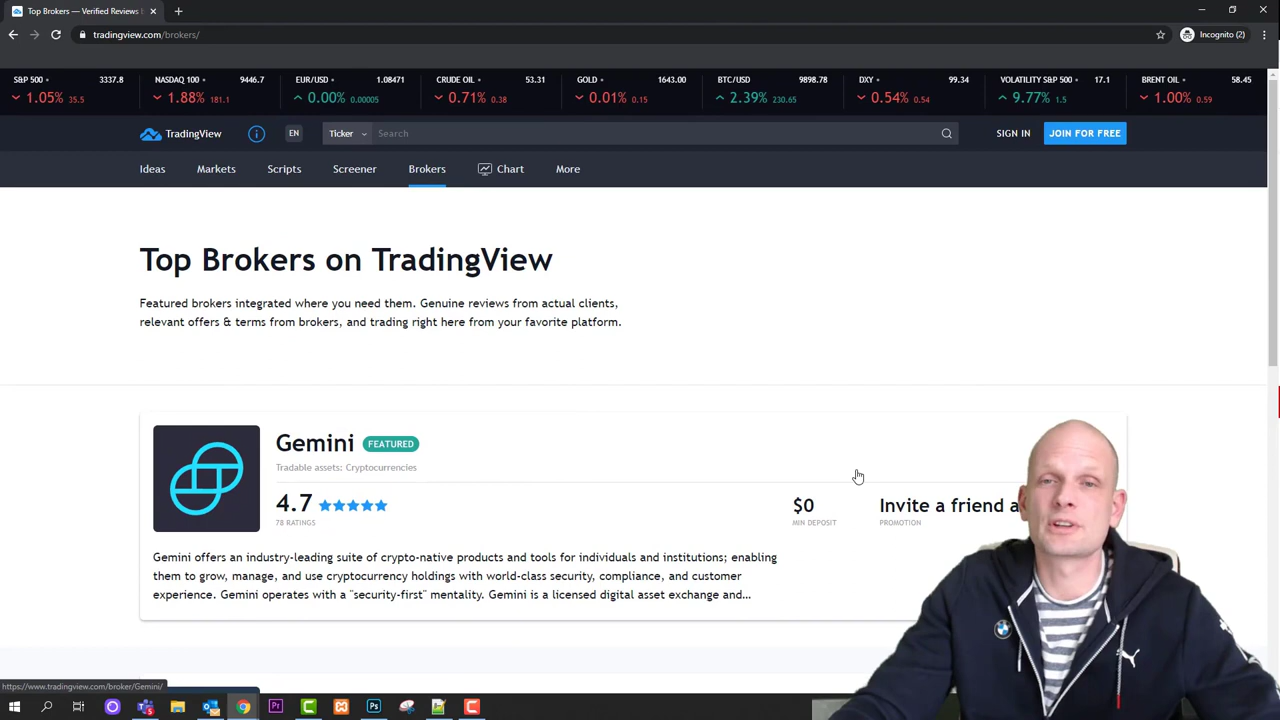 Top Brokers — Verified Reviews
tradingview.com/brokers/
Incognito (2)
S&P 500 3337.8
1.05% 35.5
NASDAQ 100 9446.7
1.88% 181.1
EUR/USD 1.08471
0.00% 0.00005
CRUDE OIL 53.31
0.71% 0.38
GOLD 1643.00
0.01% 0.15
BTC/USD 9898.78
2.39% 230.65
DXY 99.34
0.54% 0.54
VOLATILITY S&P 500 17.1
9.77% 1.5
BRENT OIL 58.45
1.00% 0.59
TradingView
EN
Ticker
Search
SIGN IN
JOIN FOR FREE
Ideas
Markets
Scripts
Screener
Brokers
Chart
More
Top Brokers on TradingView
Featured brokers integrated where you need them. Genuine reviews from actual clients,
relevant offers & terms from brokers, and trading right here from your favorite platform.
Gemini FEATURED
Tradable assets: Cryptocurrencies
4.7
78 RATINGS
$0
MIN DEPOSIT
Invite a friend a
PROMOTION
Gemini offers an industry-leading suite of crypto-native products and tools for individuals and institutions; enabling
them to grow, manage, and use cryptocurrency holdings with world-class security, compliance, and customer
experience. Gemini operates with a "security-first" mentality. Gemini is a licensed digital asset exchange and...
https://www.tradingview.com/broker/Gemini/
Pr
Ps
BMW
PUMA